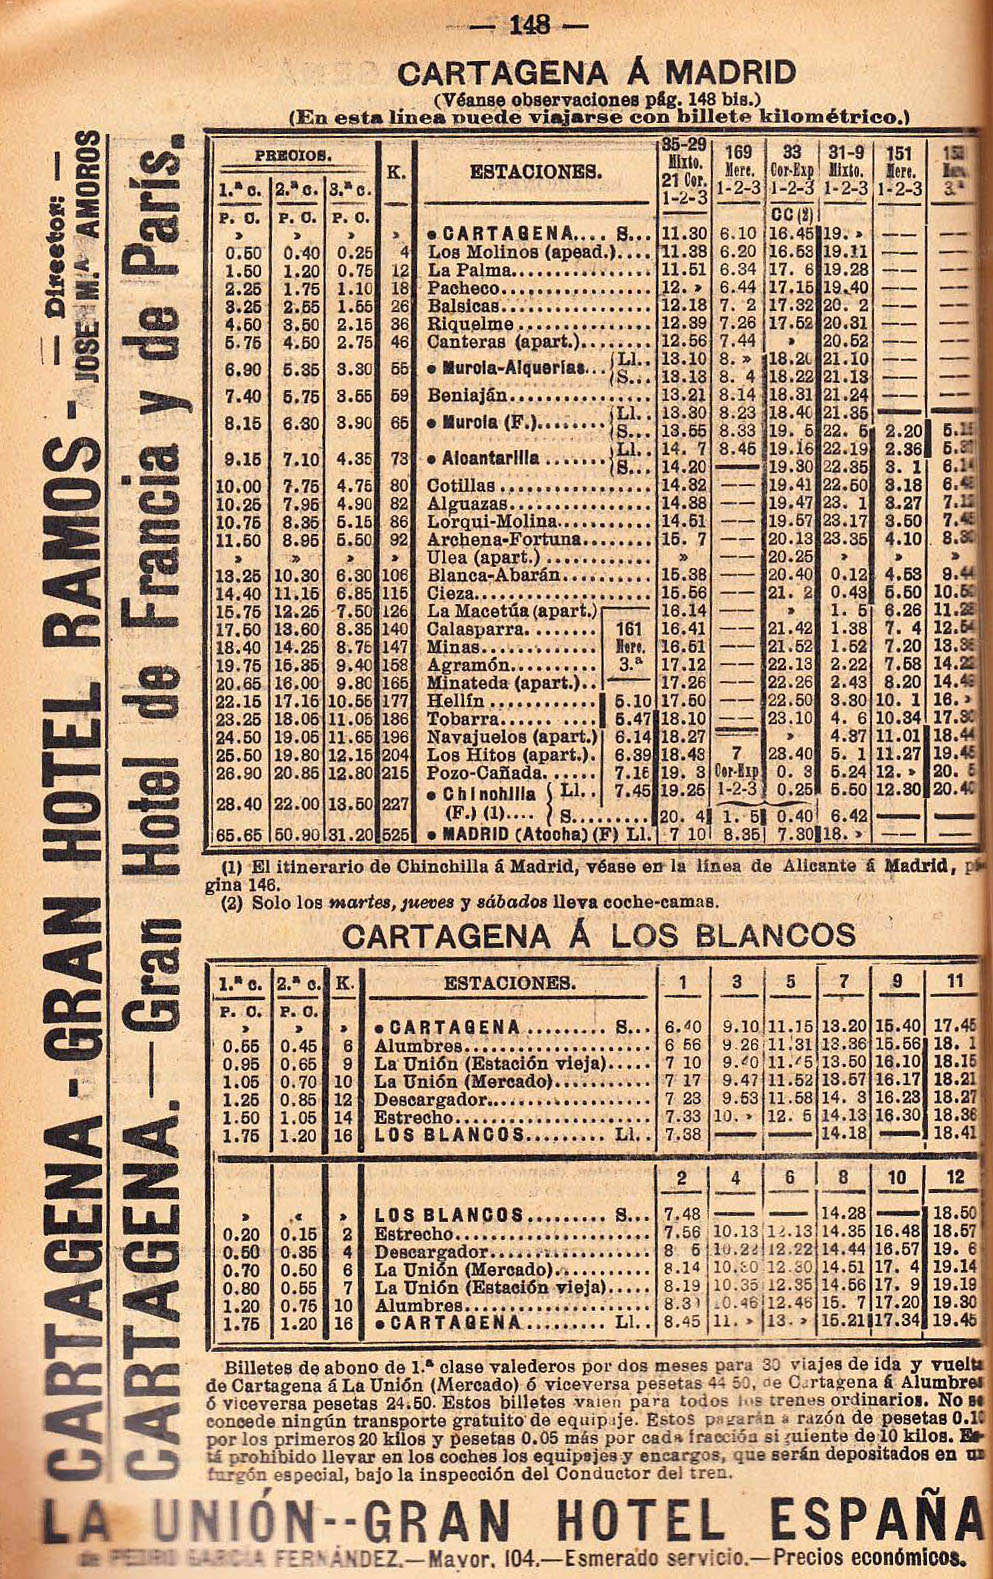 — 148 —
CARTAGENA Á MADRID
(Véanse observaciones pág. 148 bis.)
(En esta línea puede viajarse con billete kilométrico.)
PRECIOS. K. ESTACIONES. 35-29 Mixto. 21 Cor. 1-2-3 169 Merc. 1-2-3 33 Cor-Exp 1-2-3 31-9 Mixto. 1-2-3 151 Merc. 1-2-3
1.ª c. 2.ª c. 3.ª c. 3.ª
P. C. P. C. P. C. CC (2)
» » » » • CARTAGENA.... S... 11.30 6.10 16.45 19. » — — — —
0.50 0.40 0.25 4 Los Molinos (apead.).... 11.38 6.20 16.53 19.11 — — — —
1.50 1.20 0.75 12 La Palma................ 11.51 6.34 17. 6 19.28 — — — —
2.25 1.75 1.10 18 Pacheco................. 12. » 6.44 17.15 19.40 — — — —
3.25 2.55 1.55 26 Balsicas................ 12.18 7. 2 17.32 20. 2 — — — —
4.50 3.50 2.15 36 Riquelme................ 12.39 7.26 17.52 20.31 — — — —
5.75 4.50 2.75 46 Canteras (apart.)........ 12.56 7.44 » 20.52 — — — —
6.90 5.35 3.30 55 • Murcia-Alquerías... Ll.. 13.10 8. » 18.20 21.10 — — — —
S... 13.13 8. 4 18.22 21.13 — — — —
7.40 5.75 3.55 59 Beniaján................ 13.21 8.14 18.31 21.24 — — — —
8.15 6.30 3.90 65 • Murcia (F.)........ Ll.. 13.30 8.23 18.40 21.35 — —
S... 13.55 8.33 19. 5 22. 5 2.20
9.15 7.10 4.35 73 • Alcantarilla ....... Ll.. 14. 7 8.45 19.16 22.19 2.36
S... 14.20 — 19.30 22.35 3. 1
10.00 7.75 4.75 80 Cotillas................. 14.32 — — 19.41 22.50 3.18
10.25 7.95 4.90 82 Alguazas................ 14.38 — — 19.47 23. 1 3.27
10.75 8.35 5.15 86 Lorqui-Molina........... 14.51 — — 19.57 23.17 3.50
11.50 8.95 5.50 92 Archena-Fortuna........ 15. 7 — — 20.13 23.35 4.10
» » » » Ulea (apart.)............ » — — 20.25 » » »
13.25 10.30 6.30 106 Blanca-Abarán.......... 15.38 — — 20.40 0.12 4.53
14.40 11.15 6.85 115 Cieza................... 15.56 — — 21. 2 0.43 5.50
15.75 12.25 7.50 126 La Macetúa (apart.) 16.14 — — » 1. 5 6.26
17.50 13.60 8.35 140 Calasparra........ 161 16.41 — — 21.42 1.38 7. 4
18.40 14.25 8.75 147 Minas............. Merc. 16.51 — — 21.52 1.52 7.20
19.75 15.35 9.40 158 Agramón.......... 3.ª 17.12 — — 22.13 2.22 7.58
20.65 16.00 9.80 165 Minateda (apart.).. — 17.26 — — 22.26 2.43 8.20
22.15 17.15 10.55 177 Hellín............. 5.10 17.50 — — 22.50 3.30 10. 1 16. »
23.25 18.05 11.05 186 Tobarra........... 5.47 18.10 — — 23.10 4. 6 10.34
24.50 19.05 11.65 196 Navajuelos (apart.) 6.14 18.27 » 4.37 11.01
25.50 19.80 12.15 204 Los Hitos (apart.). 6.39 18.43 7 23.40 5. 1 11.27
26.90 20.85 12.80 215 Pozo-Cañada....... 7.15 19. 3 Cor-Exp 0. 3 5.24 12. »
28.40 22.00 13.50 227 • Chinchilla Ll.. 7.45 19.25 1-2-3 0.25 5.50 12.30
(F.) (1).... S......... 20. 4 1. 5 0.40 6.42 — —
65.65 50.90 31.20 525 • MADRID (Atocha) (F) Ll. 7 10 8.35 7.30 18. » — —
(1) El itinerario de Chinchilla á Madrid, véase en la línea de Alicante á Madrid, pá-
gina 146.
(2) Solo los martes, jueves y sábados lleva coche-camas.
CARTAGENA Á LOS BLANCOS
1.ª c. 2.ª c. K. ESTACIONES. 1 3 5 7 9 11
P. C. P. C.
» » » • CARTAGENA......... S... 6.40 9.10 11.15 13.20 15.40 17.45
0.55 0.45 6 Alumbres...................... 6 56 9 26 11.31 13.36 15.56 18. 1
0.95 0.65 9 La Unión (Estación vieja)..... 7 10 9.40 11.45 13.50 16.10 18.15
1.05 0.70 10 La Unión (Mercado)........... 7 17 9.47 11.52 13.57 16.17 18.21
1.25 0.85 12 Descargador................... 7 23 9.53 11.58 14. 3 16.23 18.27
1.50 1.05 14 Estrecho...................... 7.33 10. » 12. 5 14.13 16.30 18.36
1.75 1.20 16 LOS BLANCOS......... Ll.. 7.38 — — 14.18 — 18.41
2 4 6 8 10 12
» « » LOS BLANCOS......... S... 7.48 — — 14.28 — 18.50
0.20 0.15 2 Estrecho...................... 7.56 10.13 12.13 14.35 16.48 18.57
0.50 0.35 4 Descargador................... 8 5 10.22 12.22 14.44 16.57 19. 6
0.70 0.50 6 La Unión (Mercado)........... 8.14 10.30 12.30 14.51 17. 4 19.14
0.80 0.55 7 La Unión (Estación vieja)..... 8.19 10.35 12.35 14.56 17. 9 19.19
1.20 0.75 10 Alumbres...................... 10.46 12.46 15. 7 17.20 19.30
1.75 1.20 16 • CARTAGENA......... Ll.. 8.45 11. » 13. » 15.21 17.34 19.45
Billetes de abono de 1.ª clase valederos por dos meses para 30 viajes de ida y vuelta
de Cartagena á La Unión (Mercado) ó viceversa pesetas 44 50, de Cartagena á Alumbres
ó viceversa pesetas 24.50. Estos billetes valen para todos los trenes ordinarios. No se
concede ningún transporte gratuito de equipaje. Estos pagarán a razón de pesetas 0.10
por los primeros 20 kilos y pesetas 0.05 más por cada fracción siguiente de 10 kilos. Es-
tá prohibido llevar en los coches los equipajes y encargos, que serán depositados en un
furgón especial, bajo la inspección del Conductor del tren.
CARTAGENA - GRAN HOTEL RAMOS - — Director: — JOSE M.ª AMOROS
CARTAGENA.—Gran Hotel de Francia y de París.
LA UNIÓN--GRAN HOTEL ESPAÑA
de PEDRO GARCIA FERNÁNDEZ.—Mayor, 104.—Esmerado servicio.—Precios económicos.